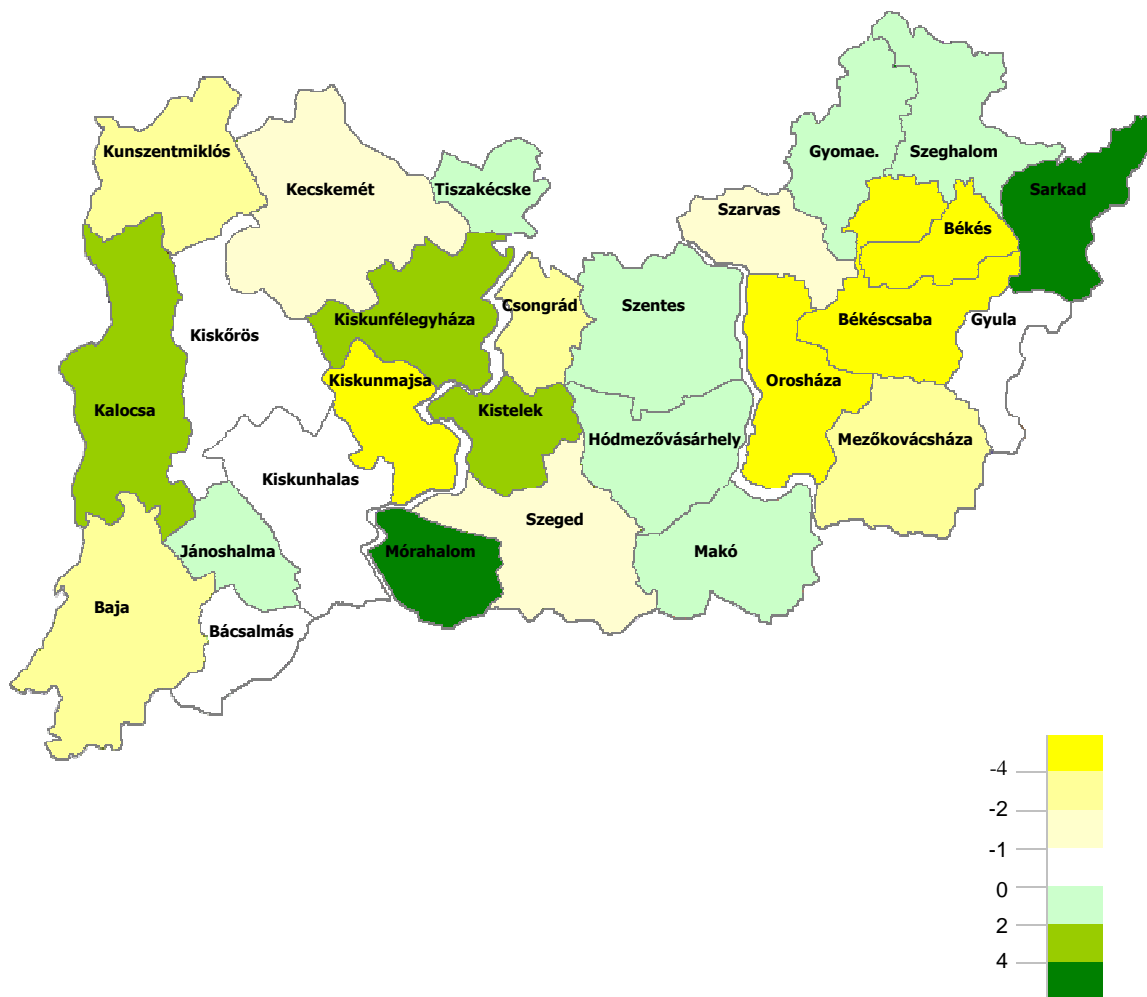 Kunszentmiklós
Kecskemét
Tiszakécske
Gyomae.
Szeghalom
Sarkad
Szarvas
Békés
Kiskőrös
Kiskunfélegyháza
Csongrád
Szentes
Békéscsaba
Gyula
Kalocsa
Kiskunmajsa
Kistelek
Orosháza
Hódmezővásárhely
Mezőkovácsháza
Kiskunhalas
Szeged
Jánoshalma
Mórahalom
Makó
Baja
Bácsalmás
-4
-2
-1
0
2
4